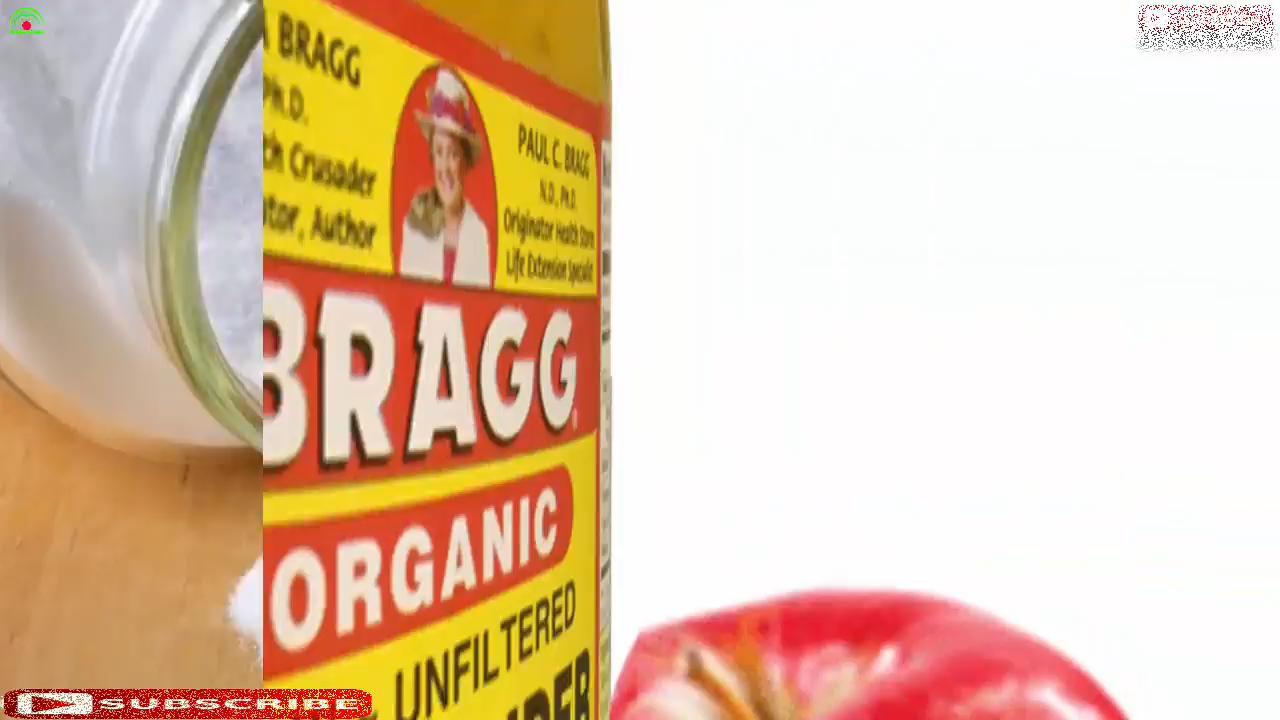 BRAGG
Ph.D.
Crusader
Author
PAUL C. BRAGG
N.D., Ph.D.
Originator Health Store
Life Extension Specialist
BRAGG
ORGANIC
UNFILTERED
SUBSCRIBE